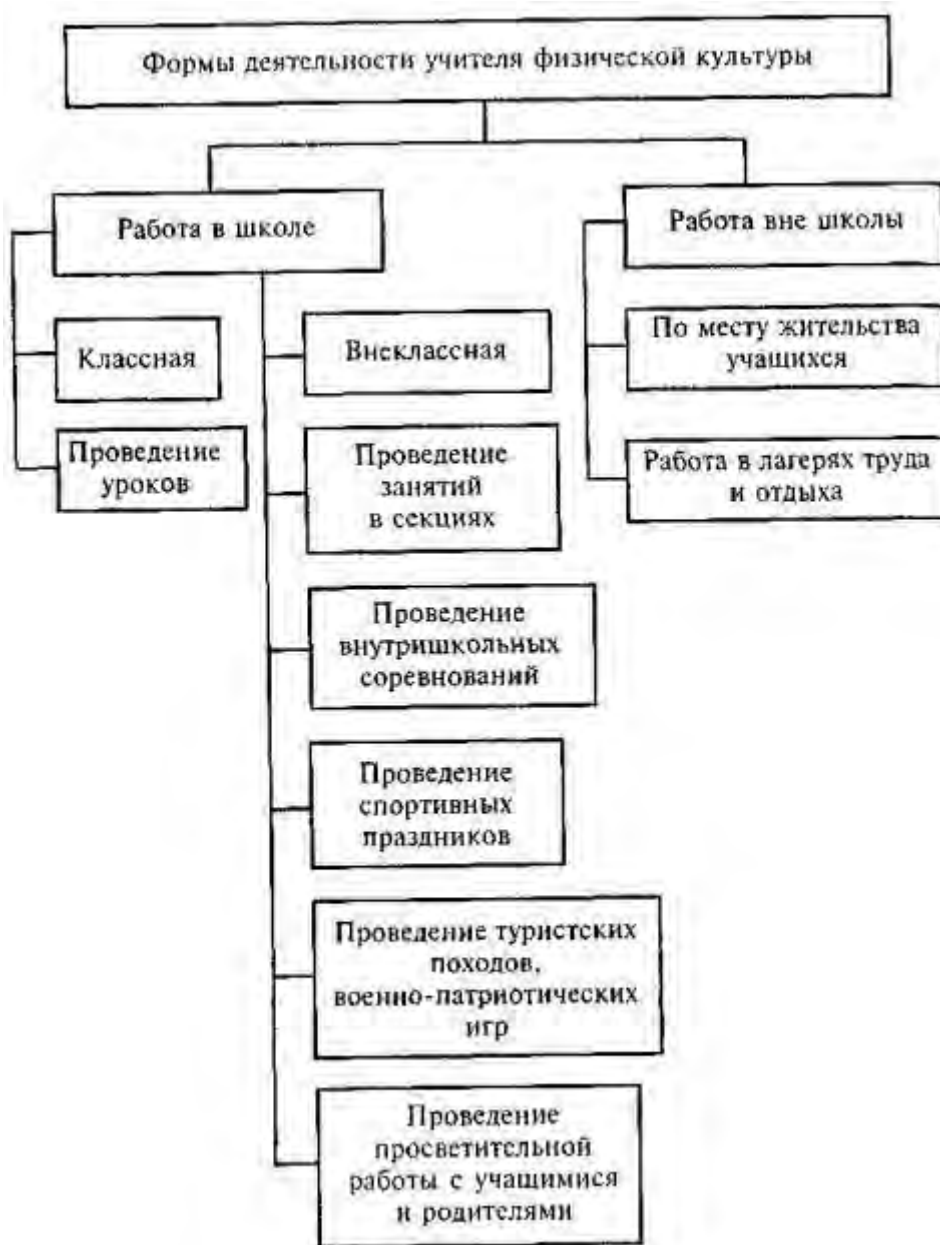 Формы деятельности учителя физической культуры
Работа в школе
Работа вне школы
Классная
Внеклассная
По месту жительства
учащихся
Проведение
уроков
Проведение
занятий
в секциях
Работа в лагерях труда
и отдыха
Проведение
внутришкольных
соревнований
Проведение
спортивных
праздников
Проведение туристских
походов,
военно-патриотических
игр
Проведение
просветительной
работы с учащимися
и родителями